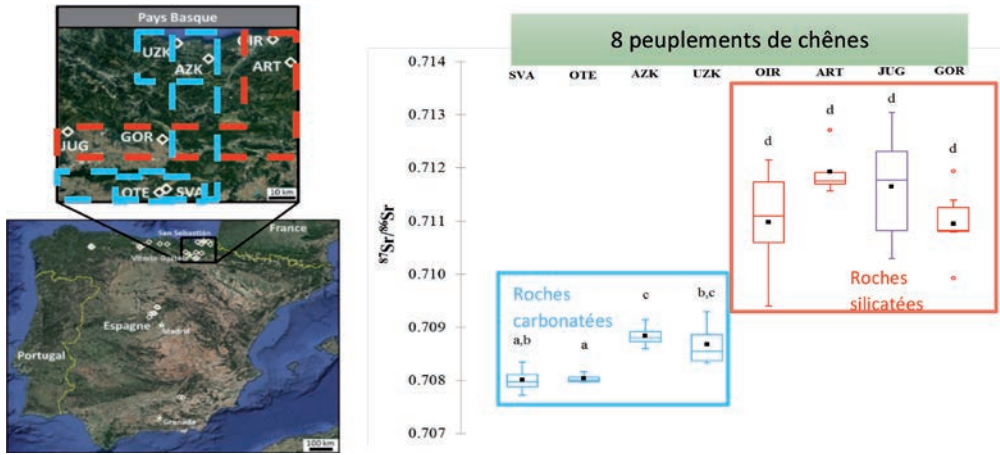 Pays Basque
UZK
AZK
OIR
ART
JUG
GOR
OTE
SVA
10 km
San Sebastián
Vitoria-Gasteiz
France
Espagne
Madrid
Portugal
Granada
100 km
8 peuplements de chênes
SVA OTE AZK UZK OIR ART JUG GOR
⁸⁷Sr/⁸⁶Sr
0.714
0.713
0.712
0.711
0.710
0.709
0.708
0.707
d d d d
Roches
silicatées
Roches
carbonatées
a,b a c b,c